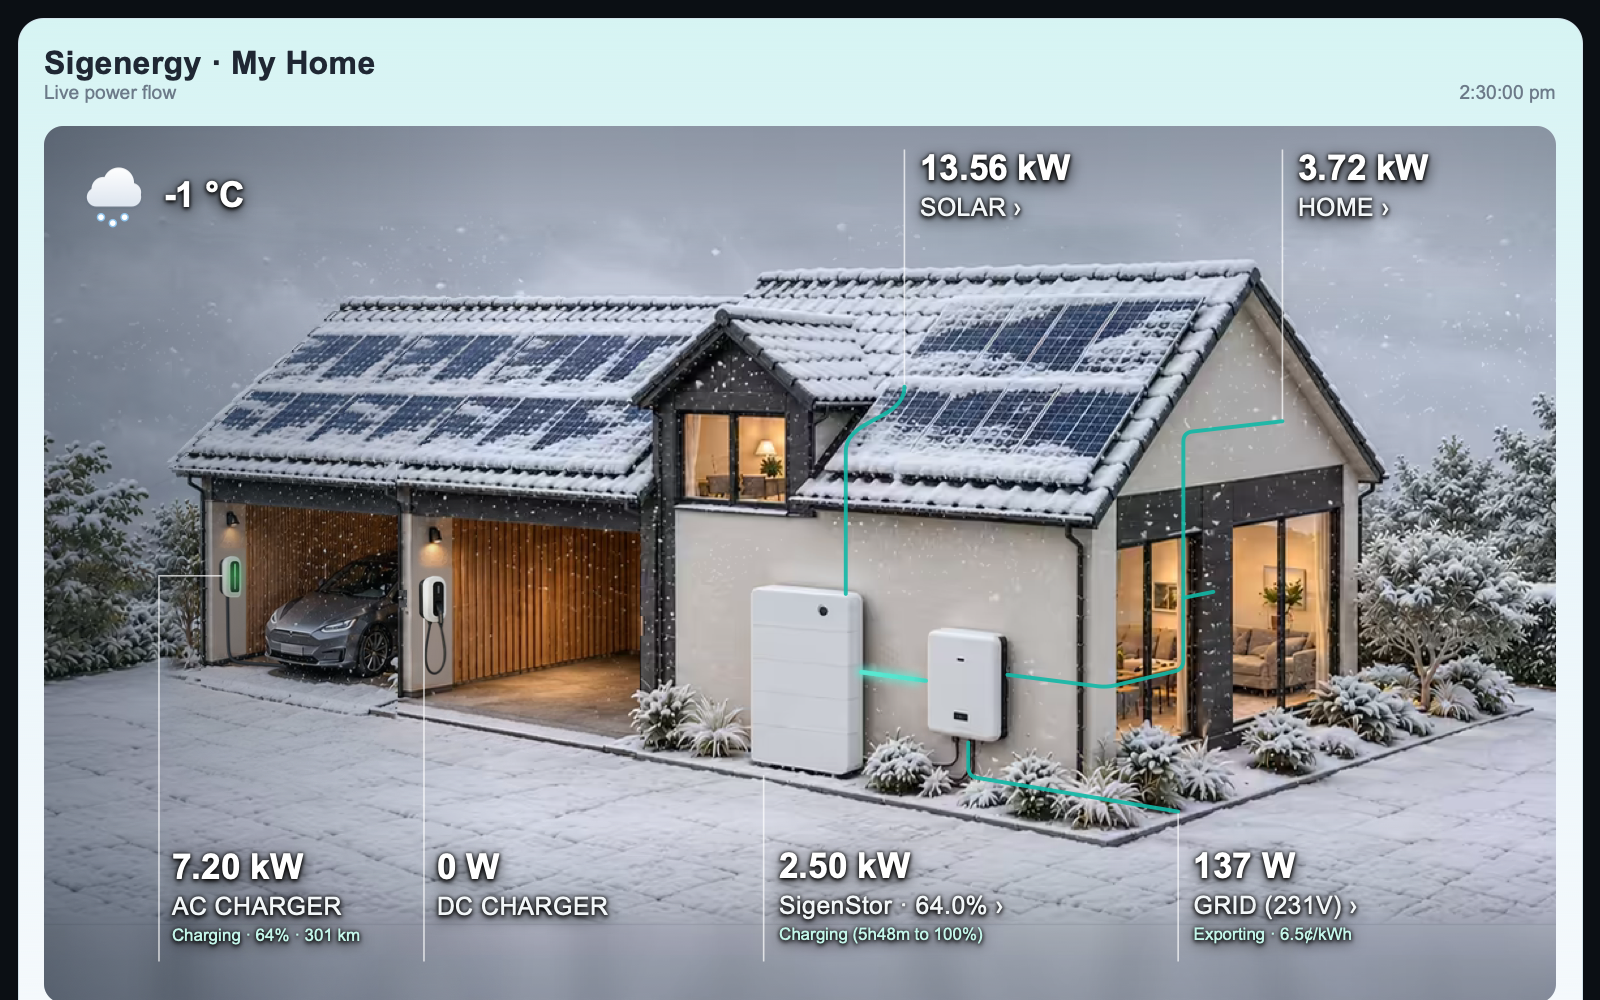 Sigenergy · My Home
Live power flow
2:30:00 pm
-1 °C
13.56 kW
SOLAR ›
3.72 kW
HOME ›
7.20 kW
AC CHARGER
Charging · 64% · 301 km
0 W
DC CHARGER
2.50 kW
SigenStor · 64.0% ›
Charging (5h48m to 100%)
137 W
GRID (231V) ›
Exporting · 6.5¢/kWh